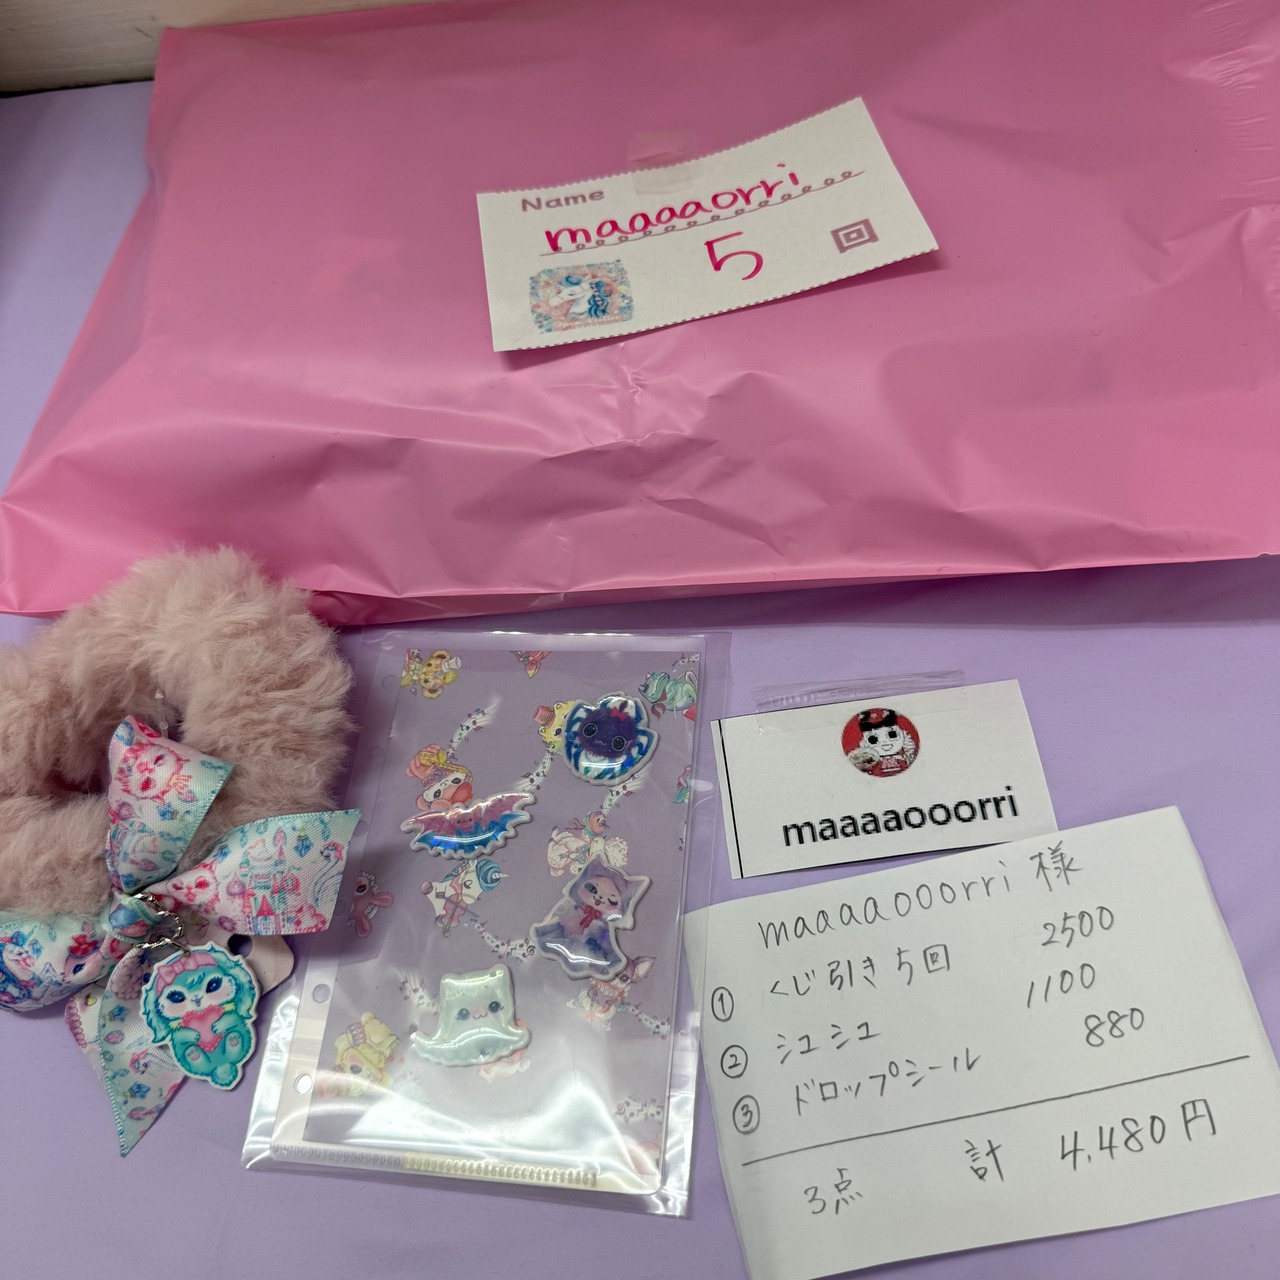 Name
maaaaorri
5
maaaaooorri
maaaaooorri 様
① くじ引き 5回 2500
② シュシュ 1100
③ ドロップシール 880
3点 計 4.480円